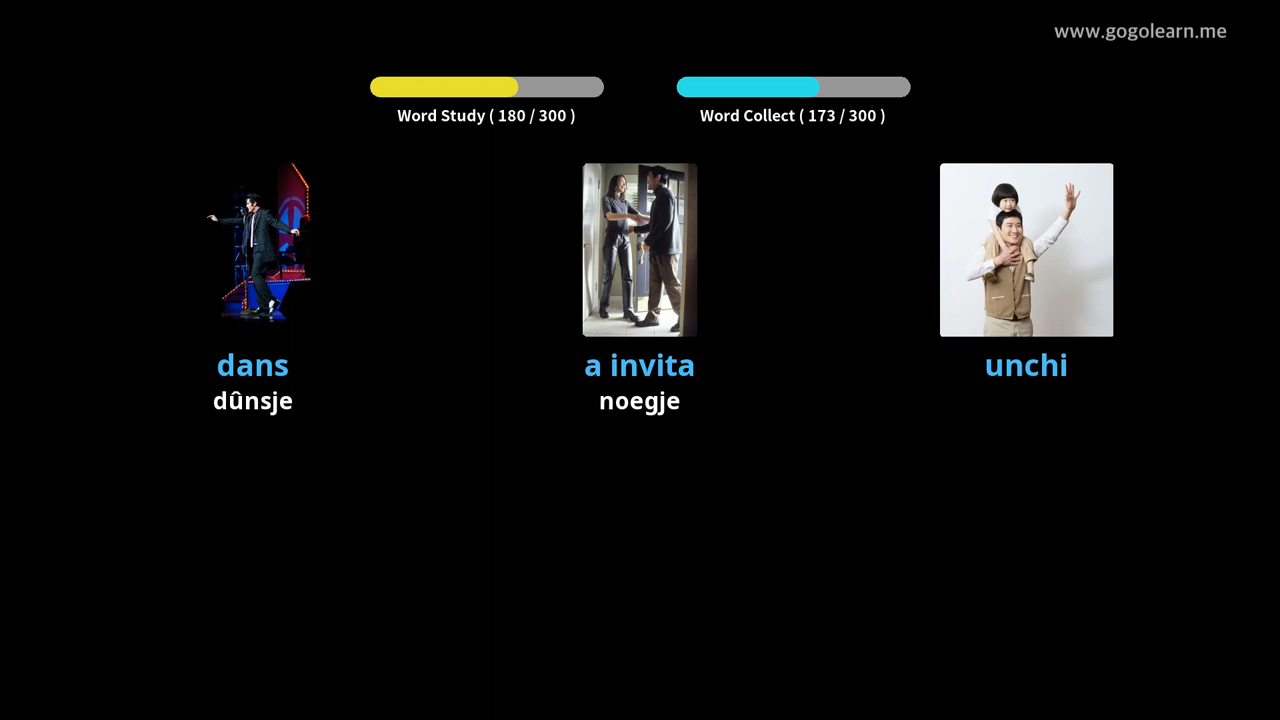 www.gogolearn.me
Word Study ( 180 / 300 )
Word Collect ( 173 / 300 )
dans
dûnsje
a invita
noegje
unchi